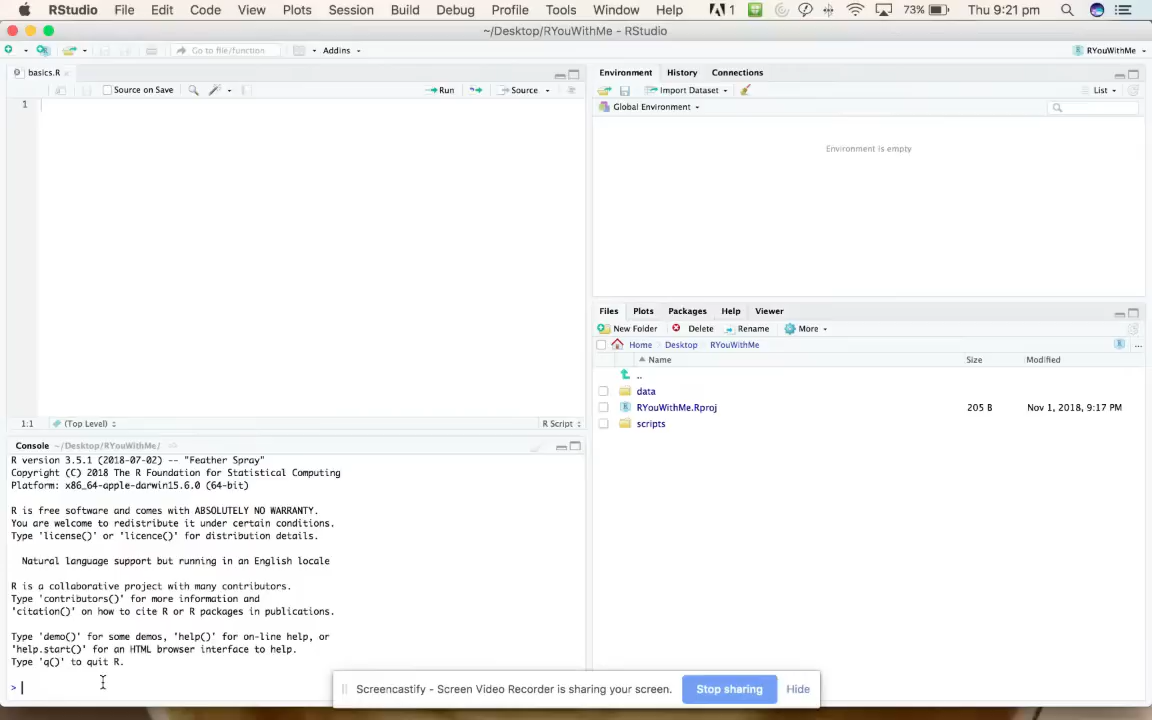 RStudio File Edit Code View Plots Session Build Debug Profile Tools Window Help 1 73% Thu 9:21 pm
~/Desktop/RYouWithMe - RStudio
Go to file/function Addins RYouWithMe
basics.R
Source on Save Run Source
1
1:1 (Top Level) R Script
Console ~/Desktop/RYouWithMe/
R version 3.5.1 (2018-07-02) -- "Feather Spray"
Copyright (C) 2018 The R Foundation for Statistical Computing
Platform: x86_64-apple-darwin15.6.0 (64-bit)
R is free software and comes with ABSOLUTELY NO WARRANTY.
You are welcome to redistribute it under certain conditions.
Type 'license()' or 'licence()' for distribution details.
Natural language support but running in an English locale
R is a collaborative project with many contributors.
Type 'contributors()' for more information and
'citation()' on how to cite R or R packages in publications.
Type 'demo()' for some demos, 'help()' for on-line help, or
'help.start()' for an HTML browser interface to help.
Type 'q()' to quit R.
>
Environment History Connections
Import Dataset List
Global Environment
Environment is empty
Files Plots Packages Help Viewer
New Folder Delete Rename More
Home Desktop RYouWithMe ...
Name Size Modified
..
data
RYouWithMe.Rproj 205 B Nov 1, 2018, 9:17 PM
scripts
Screencastify - Screen Video Recorder is sharing your screen. Stop sharing Hide